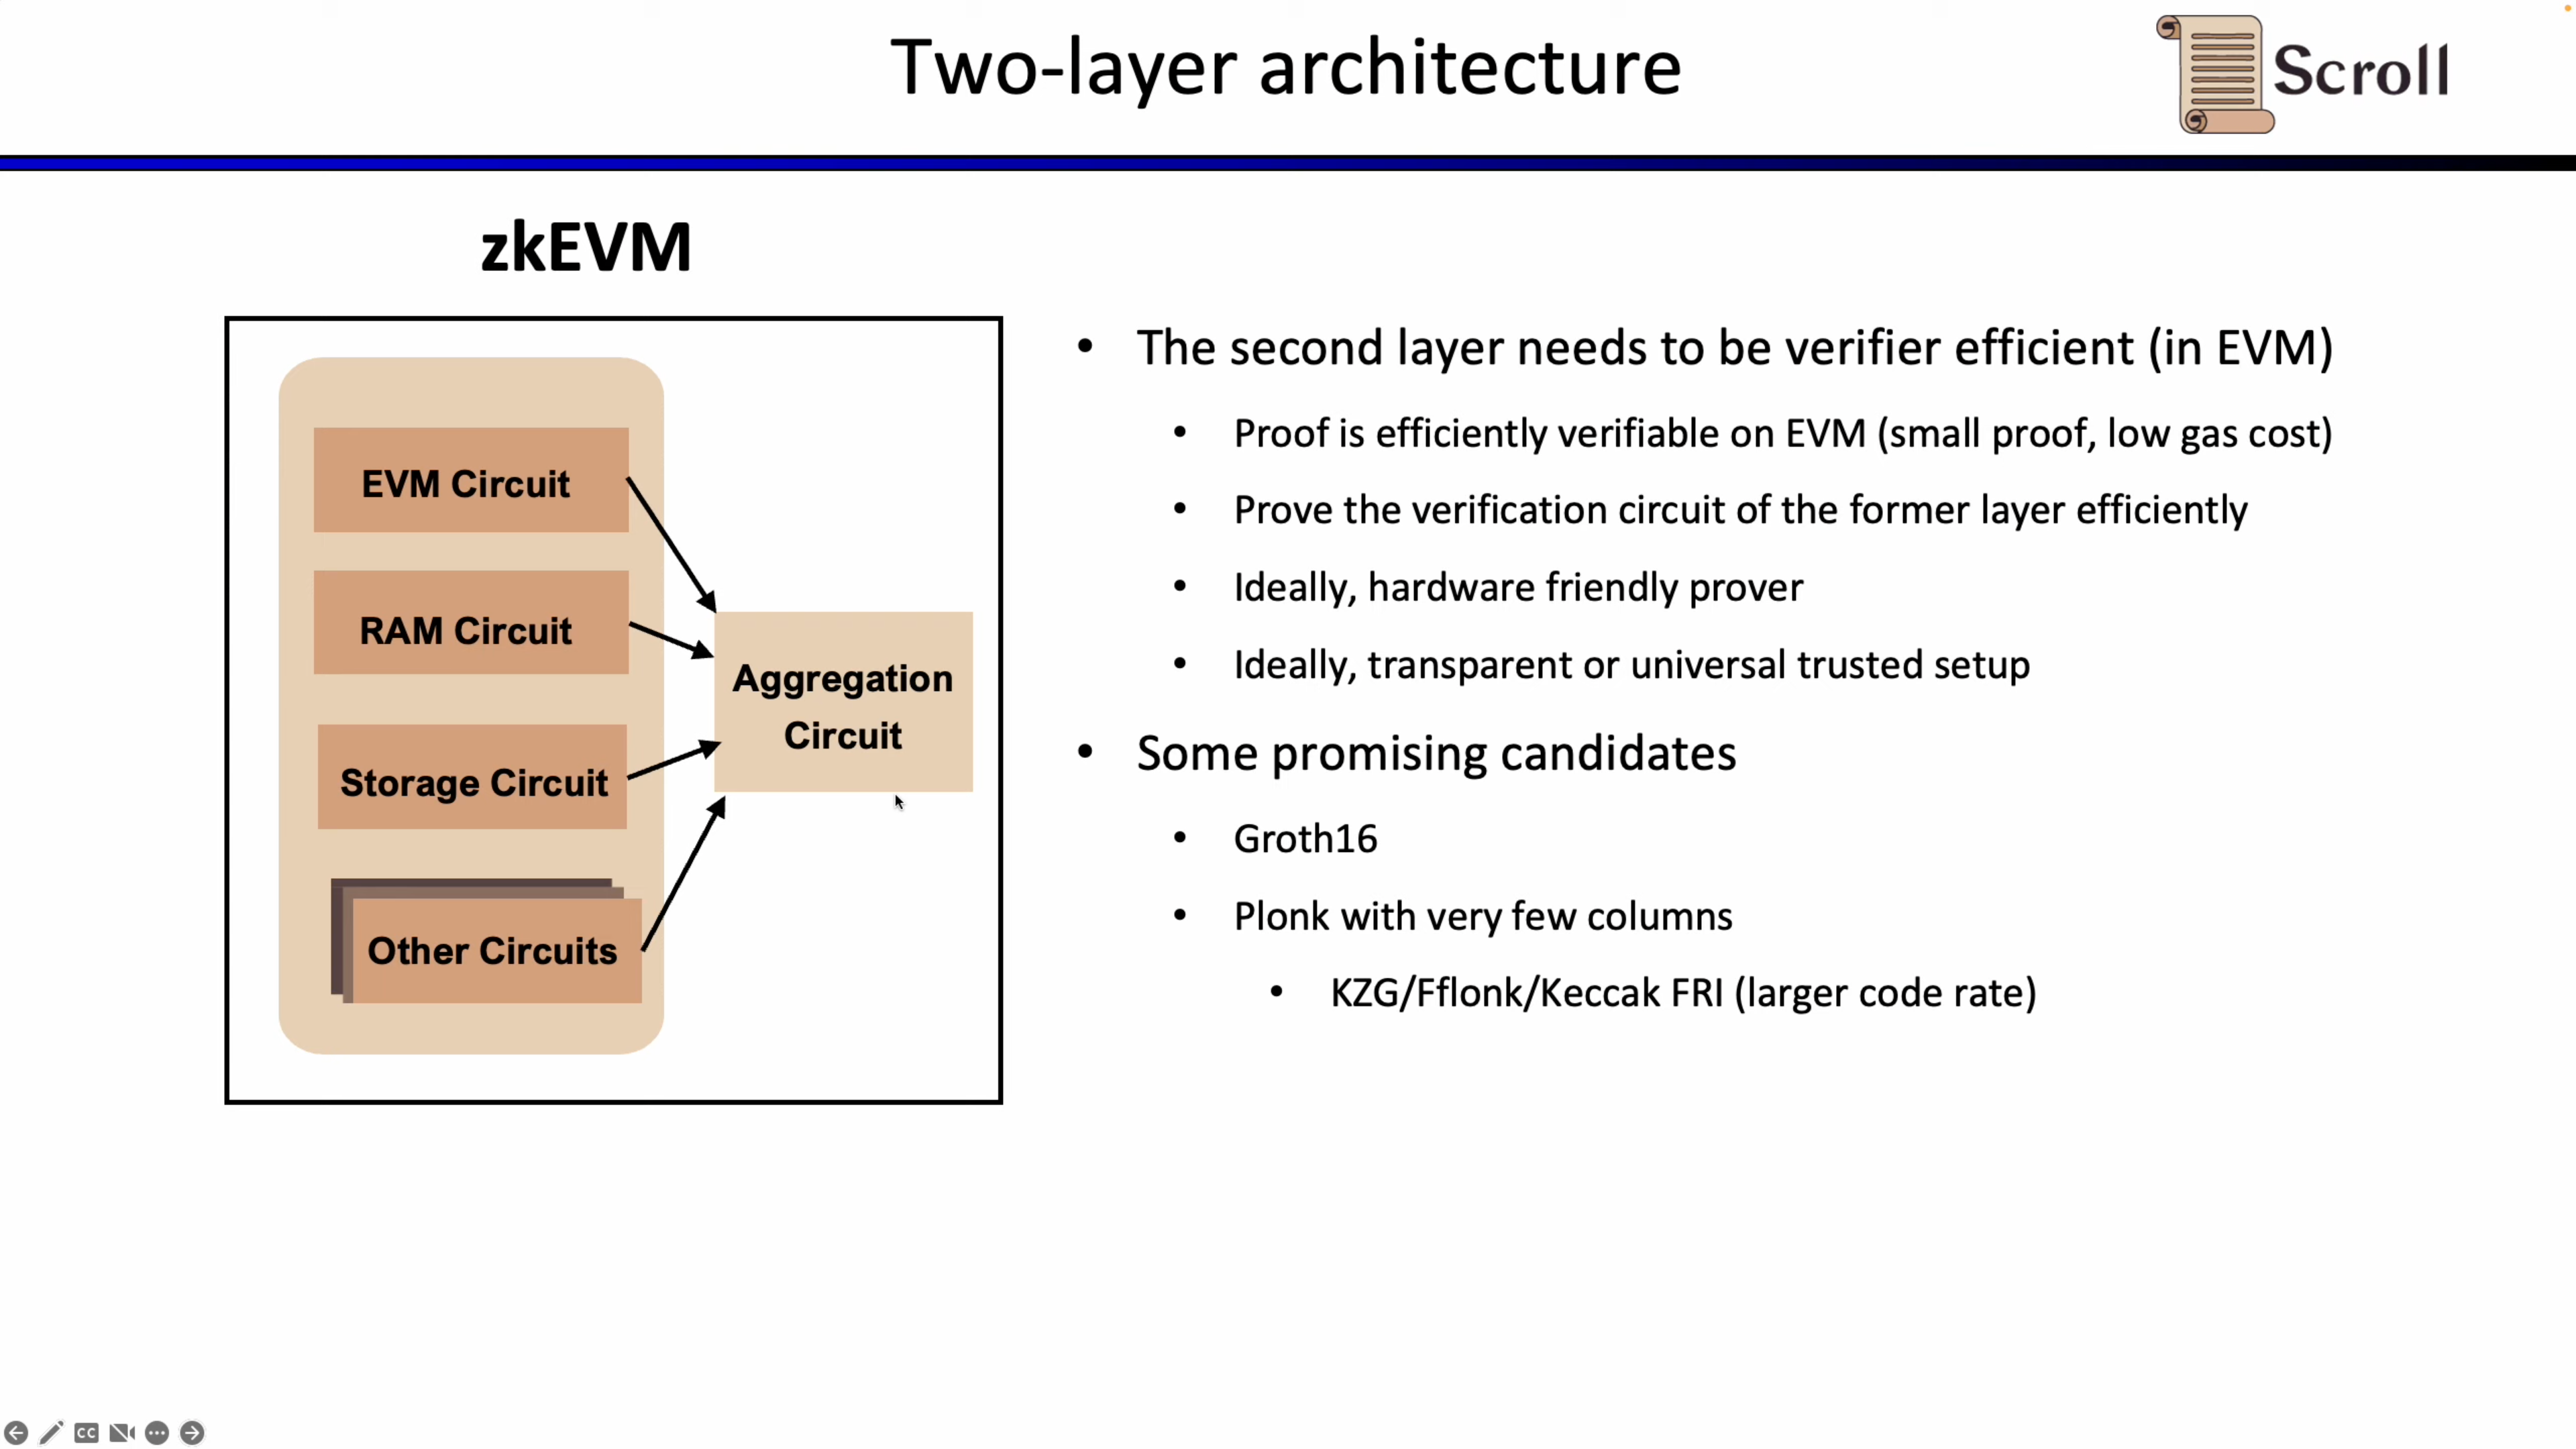 Two-layer architecture
Scroll
zkEVM
EVM Circuit
RAM Circuit
Storage Circuit
Other Circuits
Aggregation
Circuit
• The second layer needs to be verifier efficient (in EVM)
• Proof is efficiently verifiable on EVM (small proof, low gas cost)
• Prove the verification circuit of the former layer efficiently
• Ideally, hardware friendly prover
• Ideally, transparent or universal trusted setup
• Some promising candidates
• Groth16
• Plonk with very few columns
• KZG/Fflonk/Keccak FRI (larger code rate)
CC